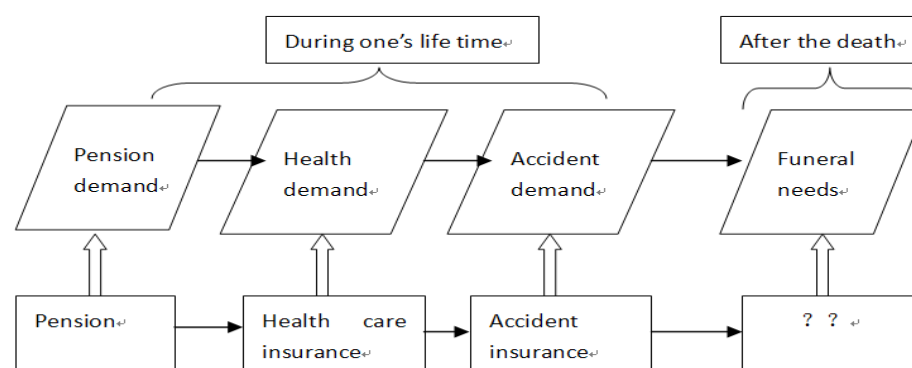 During one's life time
After the death
Pension
demand
Health
demand
Accident
demand
Funeral
needs
Pension
Health care
insurance
Accident
insurance
? ?